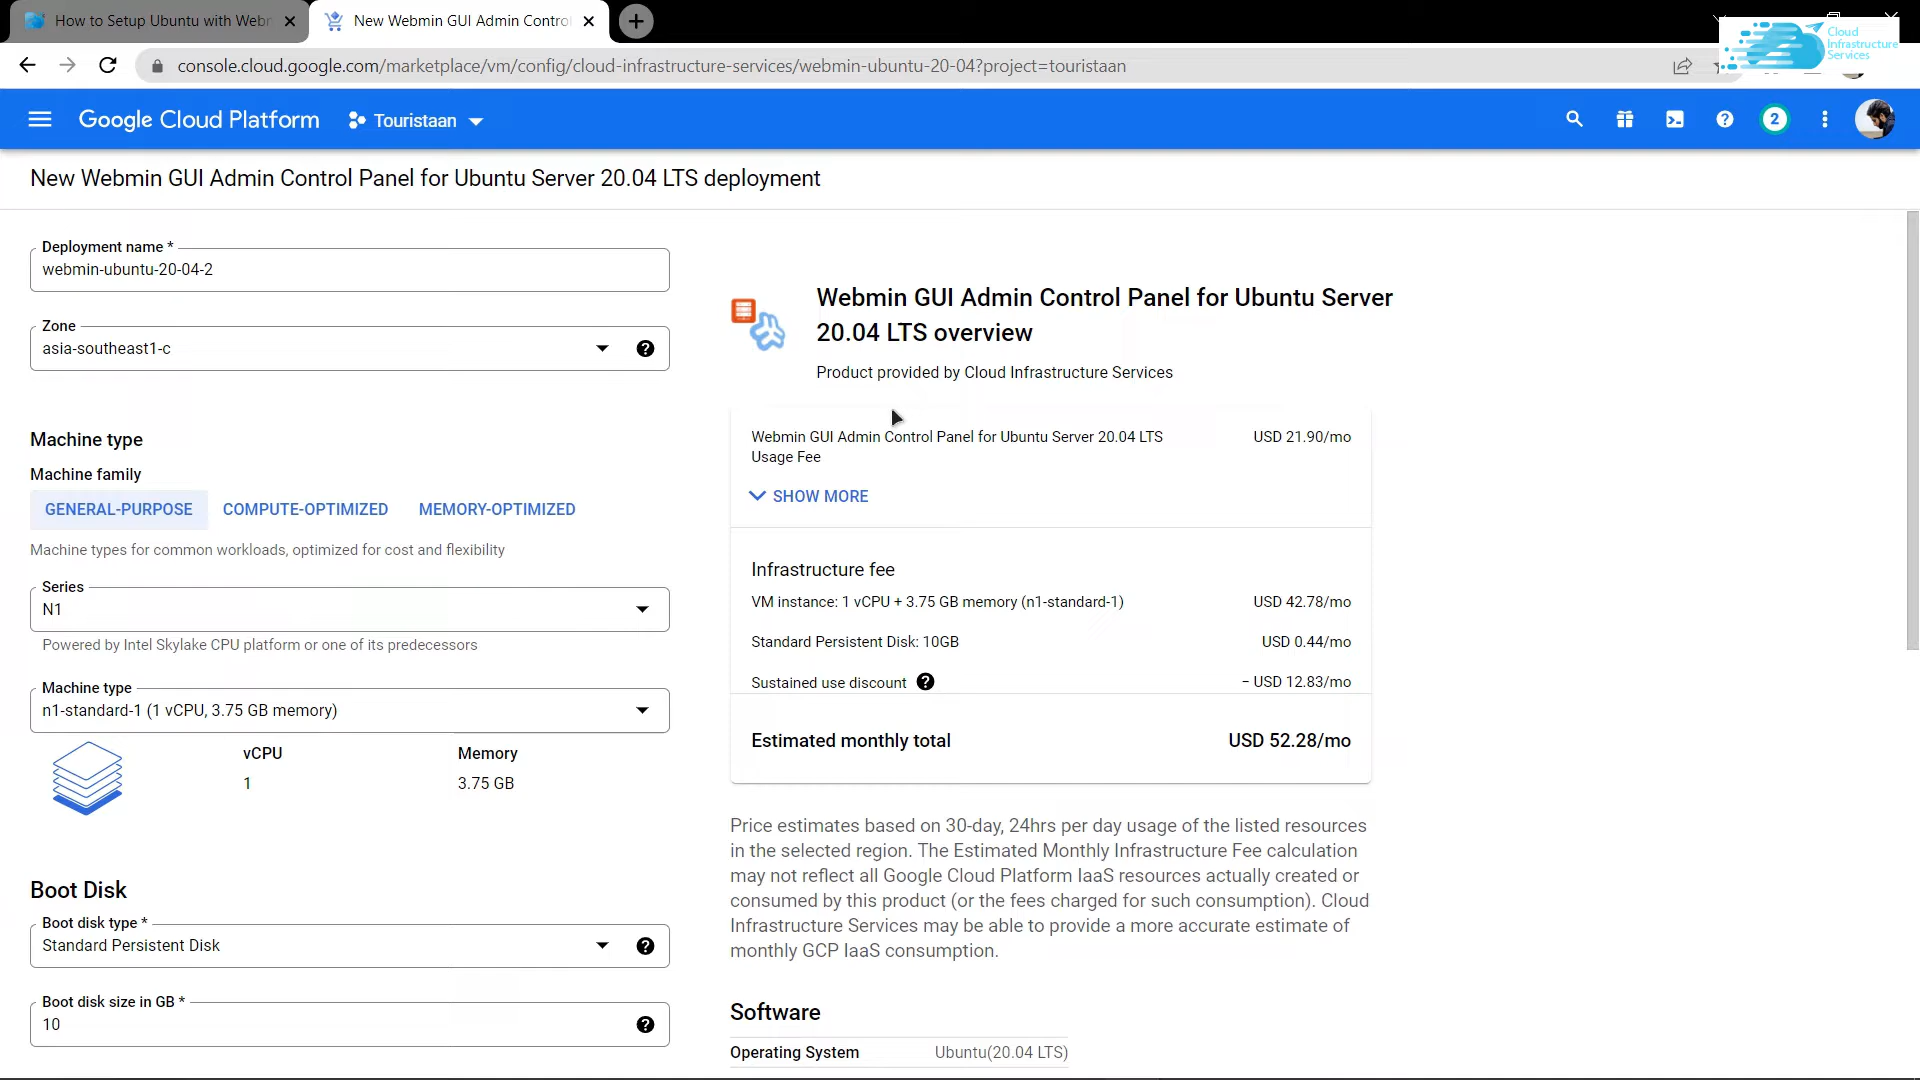 How to Setup Ubuntu with Webm
New Webmin GUI Admin Contro
Cloud
Infrastructure
Services
console.cloud.google.com/marketplace/vm/config/cloud-infrastructure-services/webmin-ubuntu-20-04?project=touristaan
Google Cloud Platform
Touristaan
2
New Webmin GUI Admin Control Panel for Ubuntu Server 20.04 LTS deployment
Deployment name *
webmin-ubuntu-20-04-2
Zone
asia-southeast1-c
Machine type
Machine family
GENERAL-PURPOSE COMPUTE-OPTIMIZED MEMORY-OPTIMIZED
Machine types for common workloads, optimized for cost and flexibility
Series
N1
Powered by Intel Skylake CPU platform or one of its predecessors
Machine type
n1-standard-1 (1 vCPU, 3.75 GB memory)
vCPU Memory
1 3.75 GB
Boot Disk
Boot disk type *
Standard Persistent Disk
Boot disk size in GB *
10
Webmin GUI Admin Control Panel for Ubuntu Server
20.04 LTS overview
Product provided by Cloud Infrastructure Services
Webmin GUI Admin Control Panel for Ubuntu Server 20.04 LTS USD 21.90/mo
Usage Fee
SHOW MORE
Infrastructure fee
VM instance: 1 vCPU + 3.75 GB memory (n1-standard-1) USD 42.78/mo
Standard Persistent Disk: 10GB USD 0.44/mo
Sustained use discount − USD 12.83/mo
Estimated monthly total USD 52.28/mo
Price estimates based on 30-day, 24hrs per day usage of the listed resources
in the selected region. The Estimated Monthly Infrastructure Fee calculation
may not reflect all Google Cloud Platform IaaS resources actually created or
consumed by this product (or the fees charged for such consumption). Cloud
Infrastructure Services may be able to provide a more accurate estimate of
monthly GCP IaaS consumption.
Software
Operating System Ubuntu(20.04 LTS)